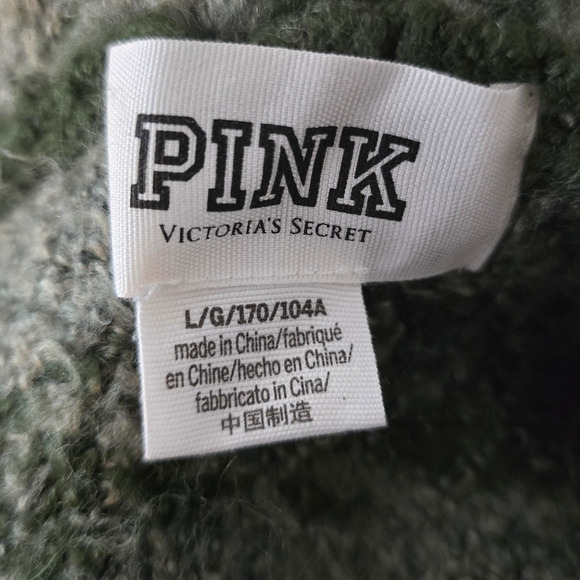 PINK
VICTORIA'S SECRET
L/G/170/104A
made in China/fabriqué
en Chine/hecho en China/
fabbricato in Cina/
中国制造